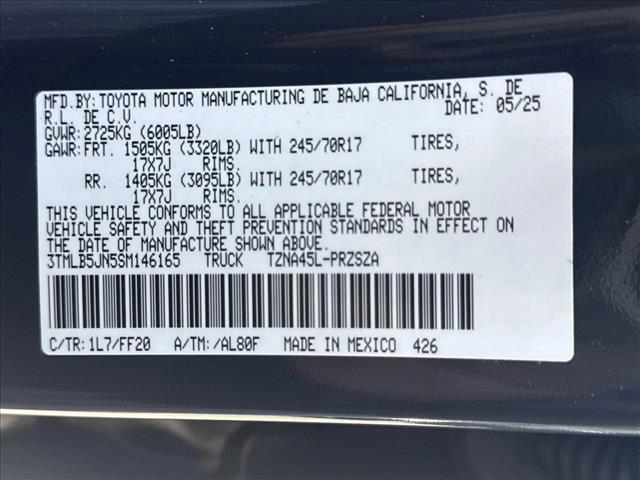 MFD.BY:TOYOTA MOTOR MANUFACTURING DE BAJA CALIFORNIA, S. DE
R.L. DE C.V. DATE: 05/25
GVWR: 2725KG (6005LB)
GAWR:FRT. 1505KG (3320LB) WITH 245/70R17 TIRES,
17X7J RIMS.
RR. 1405KG (3095LB) WITH 245/70R17 TIRES,
17X7J RIMS.
THIS VEHICLE CONFORMS TO ALL APPLICABLE FEDERAL MOTOR
VEHICLE SAFETY AND THEFT PREVENTION STANDARDS IN EFFECT ON
THE DATE OF MANUFACTURE SHOWN ABOVE.
3TMLB5JN5SM146165 TRUCK TZNA45L-PRZSZA
C/TR:1L7/FF20 A/TM:/AL80F MADE IN MEXICO 426